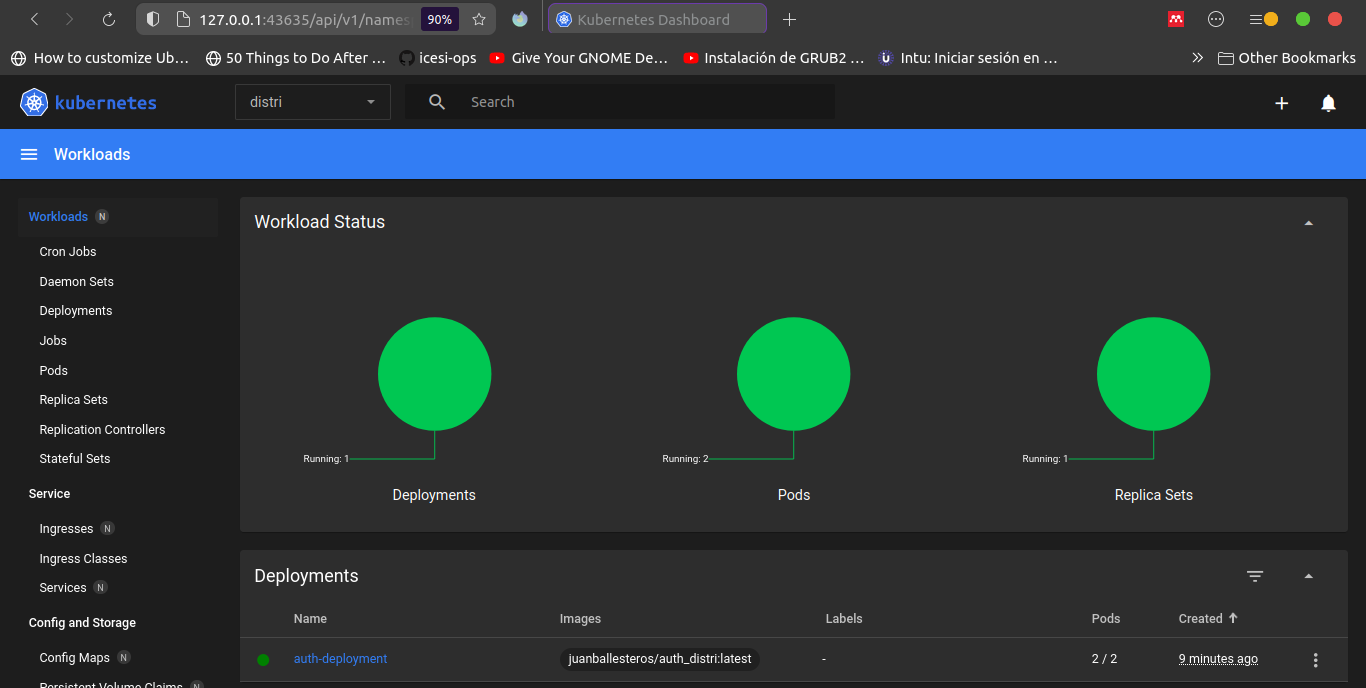 127.0.0.1:43635/api/v1/names
90%
Kubernetes Dashboard
How to customize Ub…
50 Things to Do After …
icesi-ops
Give Your GNOME De…
Instalación de GRUB2 …
Intu: Iniciar sesión en …
Other Bookmarks
kubernetes
distri
Search
Workloads
Workloads N
Cron Jobs
Daemon Sets
Deployments
Jobs
Pods
Replica Sets
Replication Controllers
Stateful Sets
Service
Ingresses N
Ingress Classes
Services N
Config and Storage
Config Maps N
Persistent Volume Claims N
Workload Status
Running: 1
Deployments
Running: 2
Pods
Running: 1
Replica Sets
Deployments
Name Images Labels Pods Created
auth-deployment juanballesteros/auth_distri:latest - 2 / 2 9 minutes ago